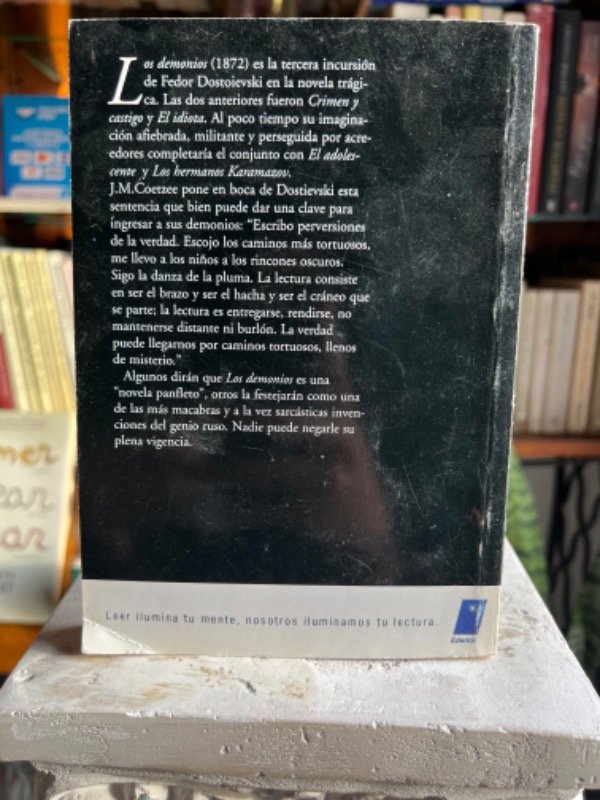 Los demonios (1872) es la tercera incursión
de Fedor Dostoievski en la novela trági-
ca. Las dos anteriores fueron Crimen y
castigo y El idiota. Al poco tiempo su imagina-
ción afiebrada, militante y perseguida por acre-
edores completaría el conjunto con El adoles-
cente y Los hermanos Karamazov.
J.M.Coetzee pone en boca de Dostievski esta
sentencia que bien puede dar una clave para
ingresar a sus demonios: “Escribo perversiones
de la verdad. Escojo los caminos más tortuosos,
me llevo a los niños a los rincones oscuros.
Sigo la danza de la pluma. La lectura consiste
en ser el brazo y ser el hacha y ser el cráneo que
se parte; la lectura es entregarse, rendirse, no
mantenerse distante ni burlón. La verdad
puede llegarnos por caminos tortuosos, llenos
de misterio.”
Algunos dirán que Los demonios es una
“novela panfleto”, otros la festejarán como una
de las más macabras y a la vez sarcásticas inven-
ciones del genio ruso. Nadie puede negarle su
plena vigencia.
Leer ilumina tu mente, nosotros iluminamos tu lectura.